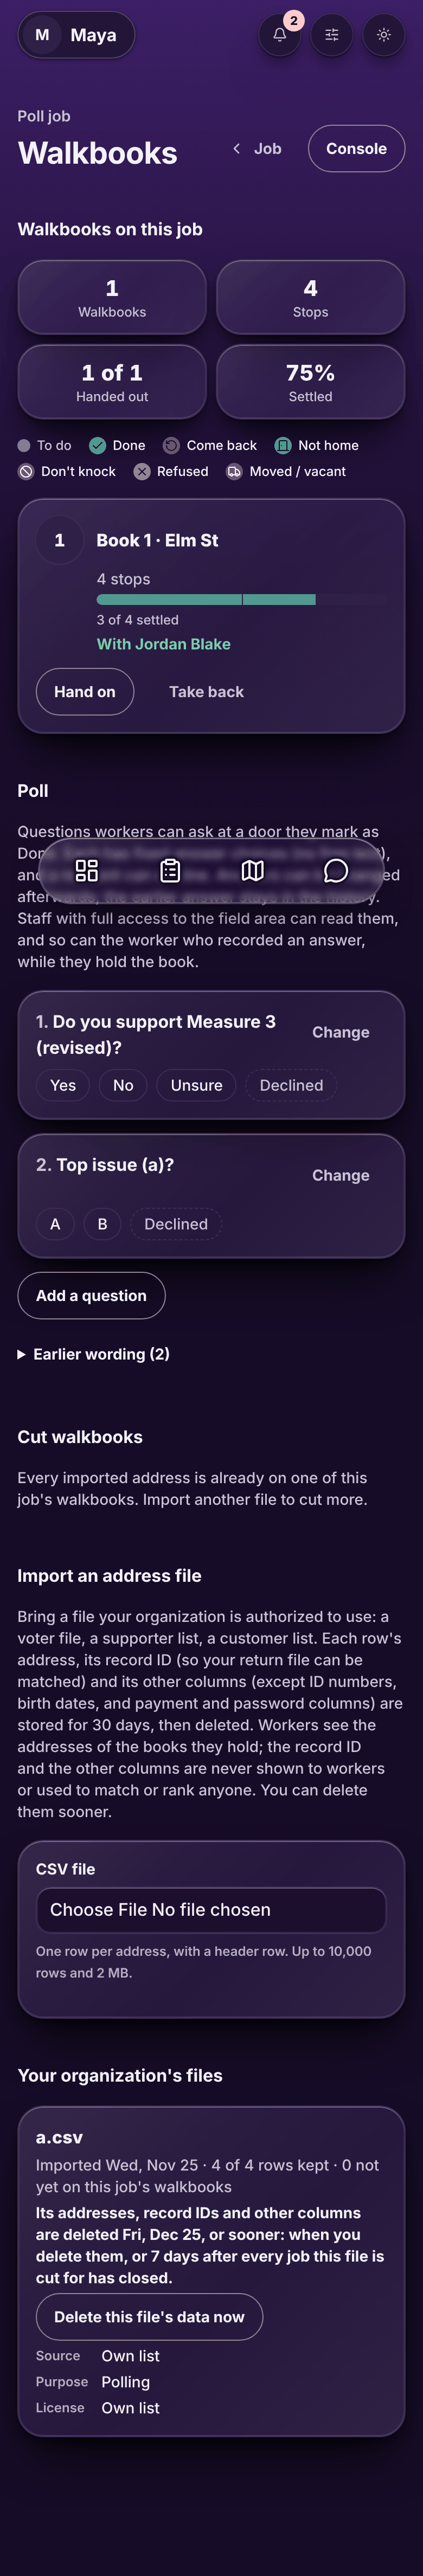 M Maya
2
Poll job
Walkbooks
Job
Console
Walkbooks on this job
1
Walkbooks
4
Stops
1 of 1
Handed out
75%
Settled
To do
Done
Come back
Not home
Don't knock
Refused
Moved / vacant
1
Book 1 · Elm St
4 stops
3 of 4 settled
With Jordan Blake
Hand on
Take back
Poll
Questions workers can ask at a door they mark as
Staff with full access to the field area can read them,
and so can the worker who recorded an answer,
while they hold the book.
1. Do you support Measure 3
(revised)?
Change
Yes
No
Unsure
Declined
2. Top issue (a)?
Change
A
B
Declined
Add a question
Earlier wording (2)
Cut walkbooks
Every imported address is already on one of this
job's walkbooks. Import another file to cut more.
Import an address file
Bring a file your organization is authorized to use: a
voter file, a supporter list, a customer list. Each row's
address, its record ID (so your return file can be
matched) and its other columns (except ID numbers,
birth dates, and payment and password columns) are
stored for 30 days, then deleted. Workers see the
addresses of the books they hold; the record ID
and the other columns are never shown to workers
or used to match or rank anyone. You can delete
them sooner.
CSV file
Choose File No file chosen
One row per address, with a header row. Up to 10,000
rows and 2 MB.
Your organization's files
a.csv
Imported Wed, Nov 25 · 4 of 4 rows kept · 0 not
yet on this job's walkbooks
Its addresses, record IDs and other columns
are deleted Fri, Dec 25, or sooner: when you
delete them, or 7 days after every job this file is
cut for has closed.
Delete this file's data now
Source Own list
Purpose Polling
License Own list